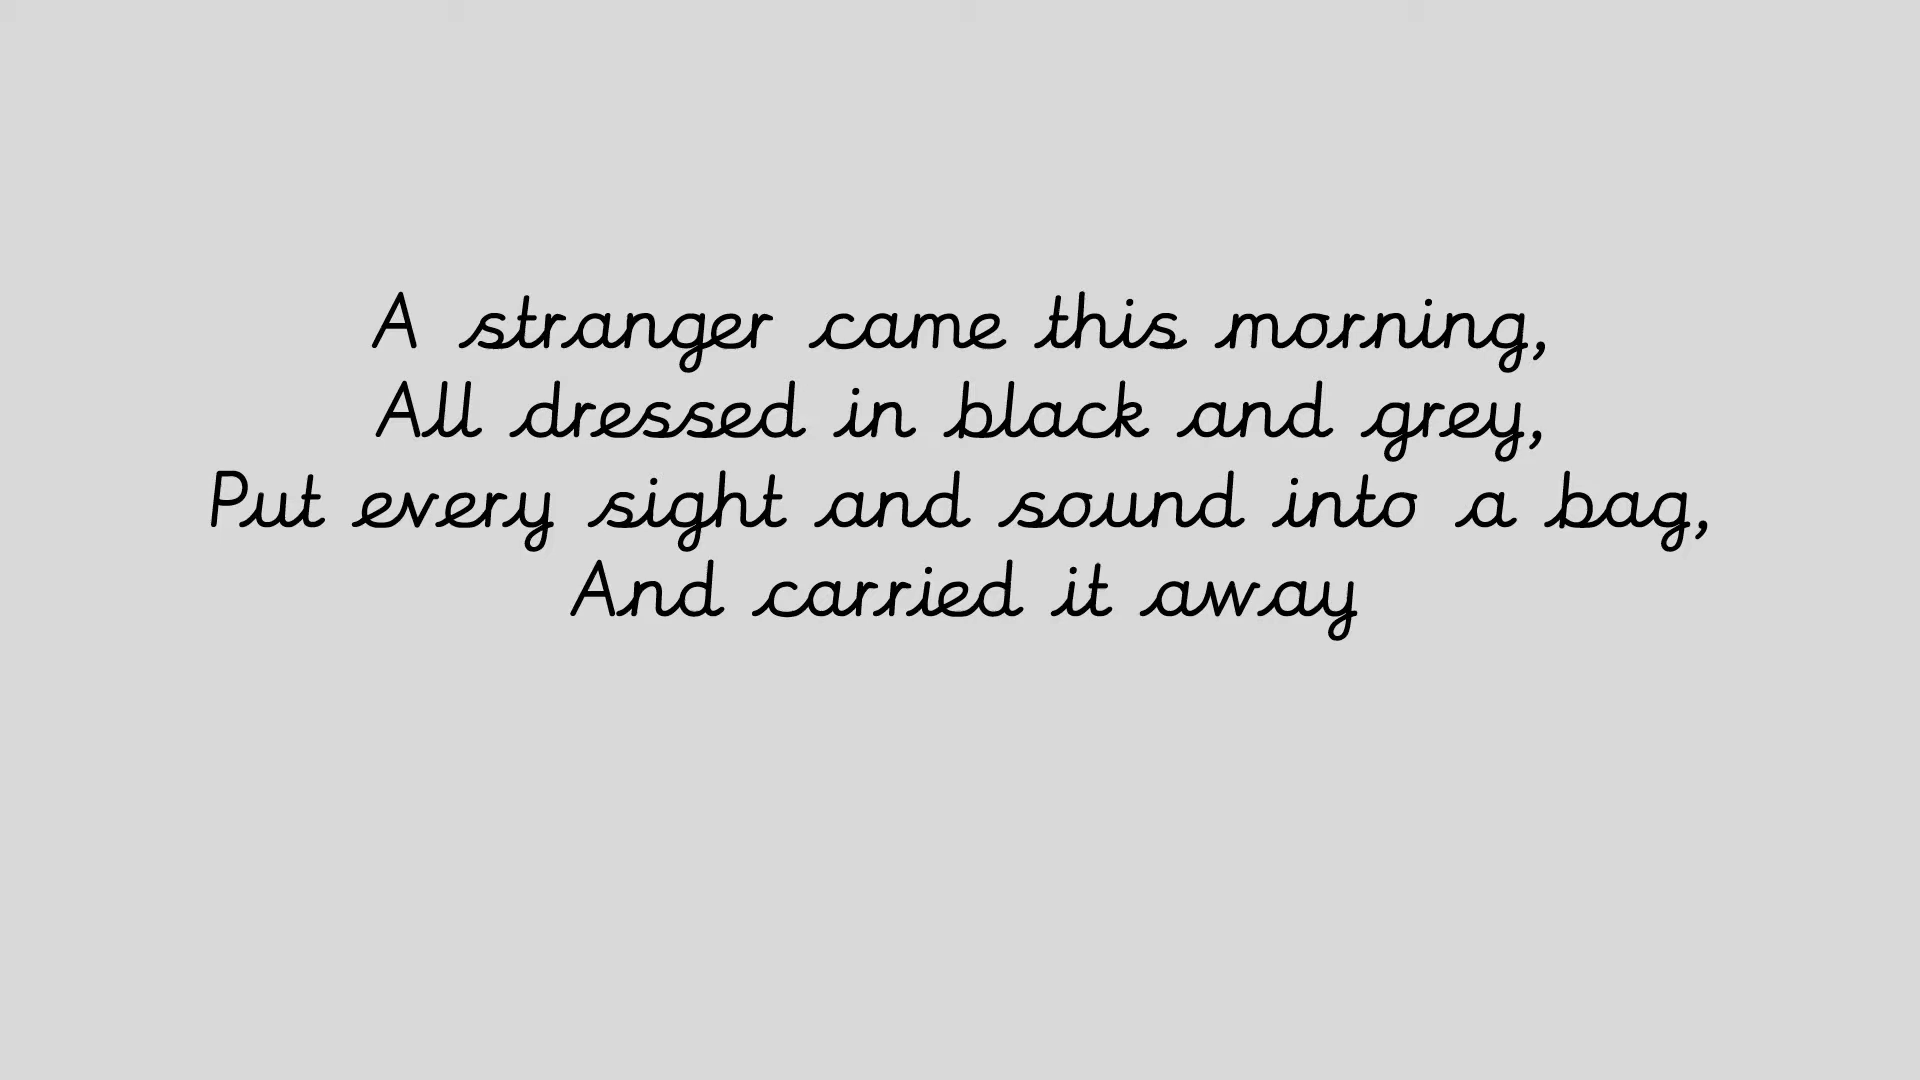 A stranger came this morning,
All dressed in black and grey,
Put every sight and sound into a bag,
And carried it away